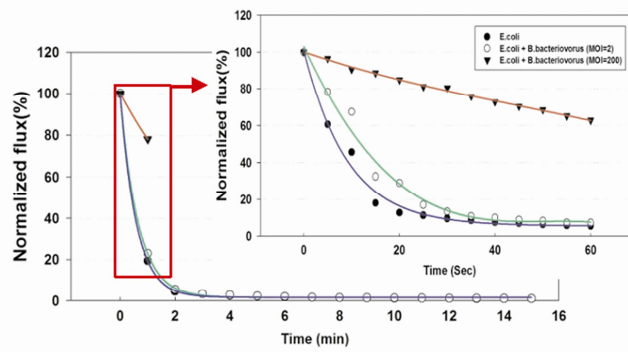 Normalized flux(%)
120
100
80
60
40
20
0
0 2 4 6 8 10 12 14 16
Time (min)
Normalized flux(%)
120
100
80
60
40
20
0
0 20 40 60
Time (Sec)
E.coli
E.coli + B.bacteriovorus (MOI=2)
E.coli + B.bacteriovorus (MOI=200)